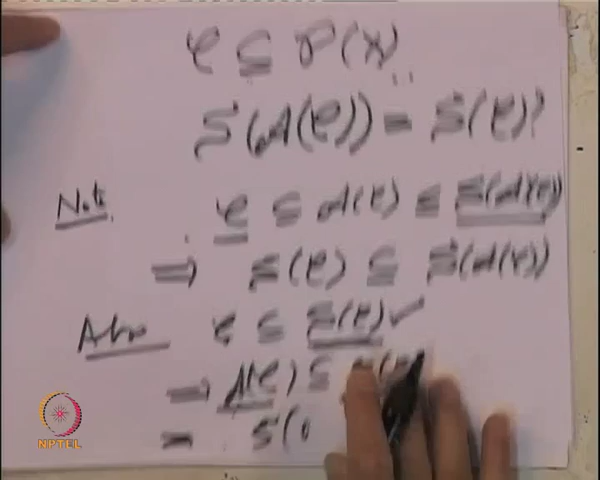 𝒞 ⊆ 𝒫(X)
𝒮(𝒜(𝒞)) = 𝒮(𝒞)?
Note 𝒞 ⊆ 𝒜(𝒞) ⊆ 𝒮(𝒜(𝒞))
⟹ 𝒮(𝒞) ⊆ 𝒮(𝒜(𝒞))
Also 𝒞 ⊆ 𝒮(𝒞) ✓
⟹ 𝒜(𝒞) ⊆
= 𝒮(
NPTEL